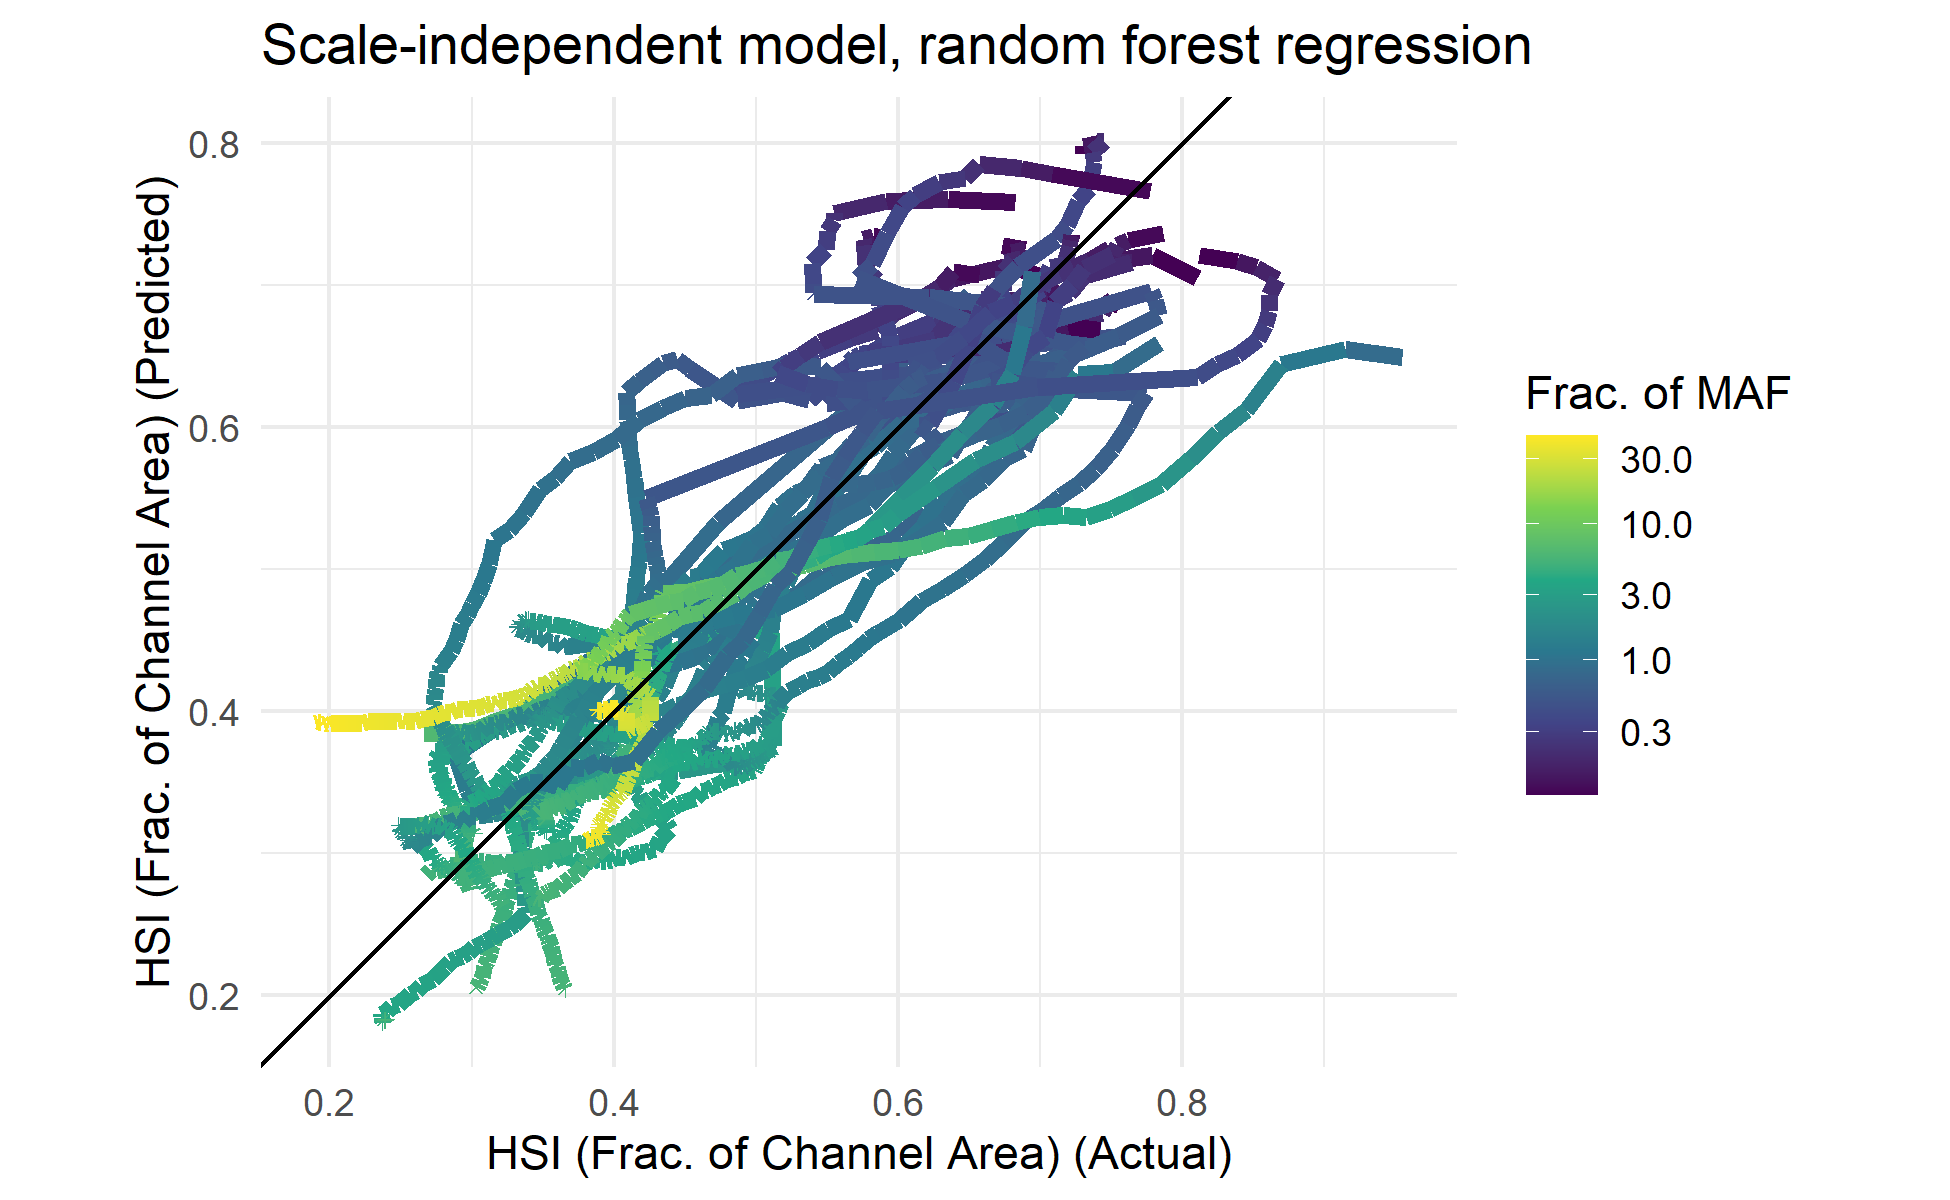 Scale-independent model, random forest regression
HSI (Frac. of Channel Area) (Predicted)
0.8
0.6
0.4
0.2
0.2 0.4 0.6 0.8
HSI (Frac. of Channel Area) (Actual)
Frac. of MAF
30.0
10.0
3.0
1.0
0.3